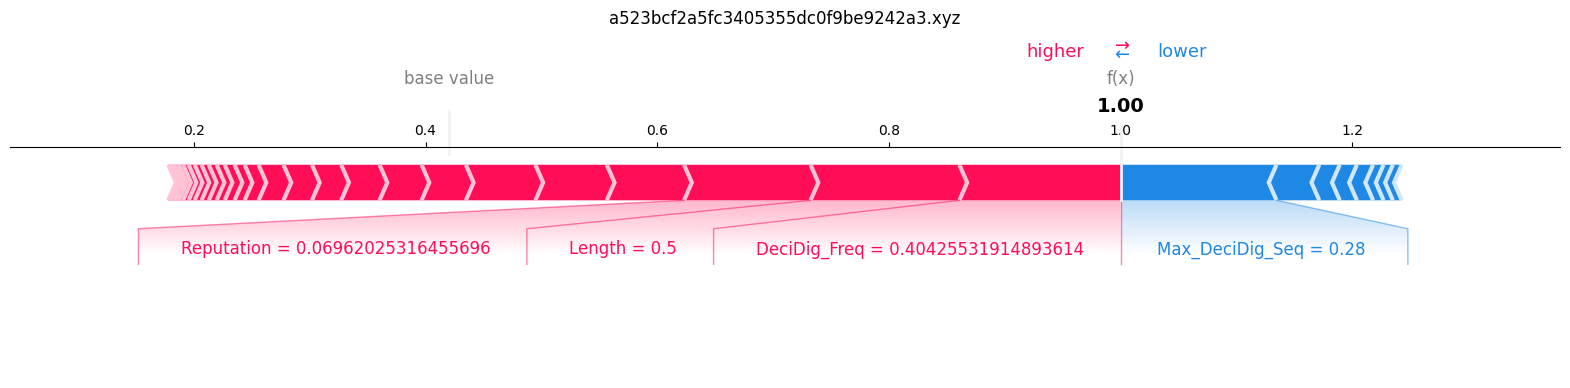 a523bcf2a5fc3405355dc0f9be9242a3.xyz
higher ⇄ lower
base value f(x)
1.00
0.2 0.4 0.6 0.8 1.0 1.2
Reputation = 0.06962025316455696 Length = 0.5 DeciDig_Freq = 0.40425531914893614 Max_DeciDig_Seq = 0.28